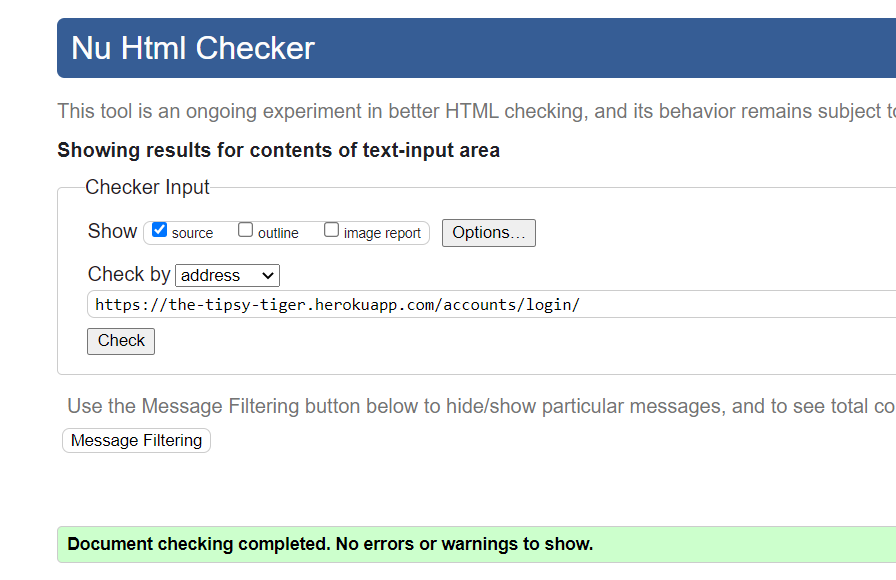 Nu Html Checker
This tool is an ongoing experiment in better HTML checking, and its behavior remains subject to
Showing results for contents of text-input area
Checker Input
Show source outline image report Options...
Check by address
https://the-tipsy-tiger.herokuapp.com/accounts/login/
Check
Use the Message Filtering button below to hide/show particular messages, and to see total co
Message Filtering
Document checking completed. No errors or warnings to show.